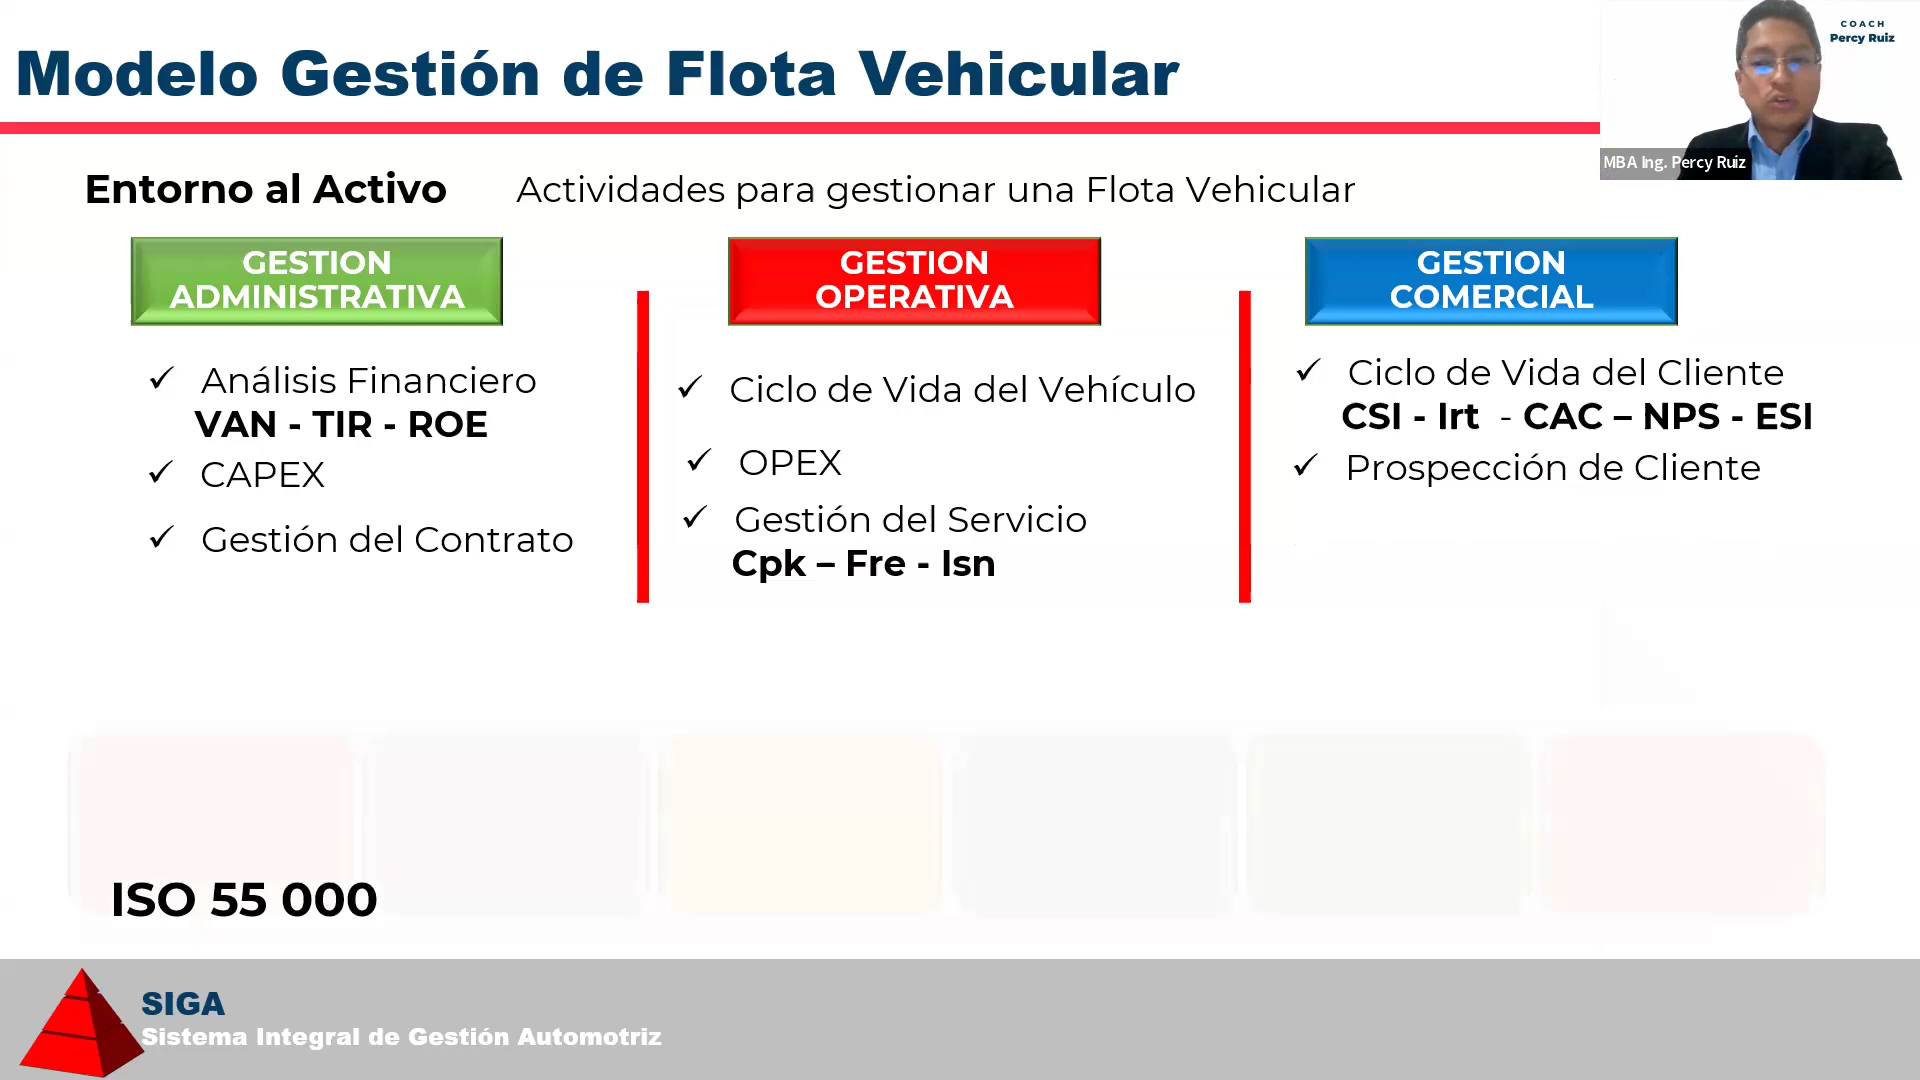 Modelo Gestión de Flota Vehicular
COACH
Percy Ruiz
MBA Ing. Percy Ruiz
Entorno al Activo
Actividades para gestionar una Flota Vehicular
GESTION
ADMINISTRATIVA
✓ Análisis Financiero
VAN - TIR - ROE
✓ CAPEX
✓ Gestión del Contrato
GESTION
OPERATIVA
✓ Ciclo de Vida del Vehículo
✓ OPEX
✓ Gestión del Servicio
Cpk – Fre - Isn
GESTION
COMERCIAL
✓ Ciclo de Vida del Cliente
CSI - Irt - CAC – NPS - ESI
✓ Prospección de Cliente
ISO 55 000
SIGA
Sistema Integral de Gestión Automotriz